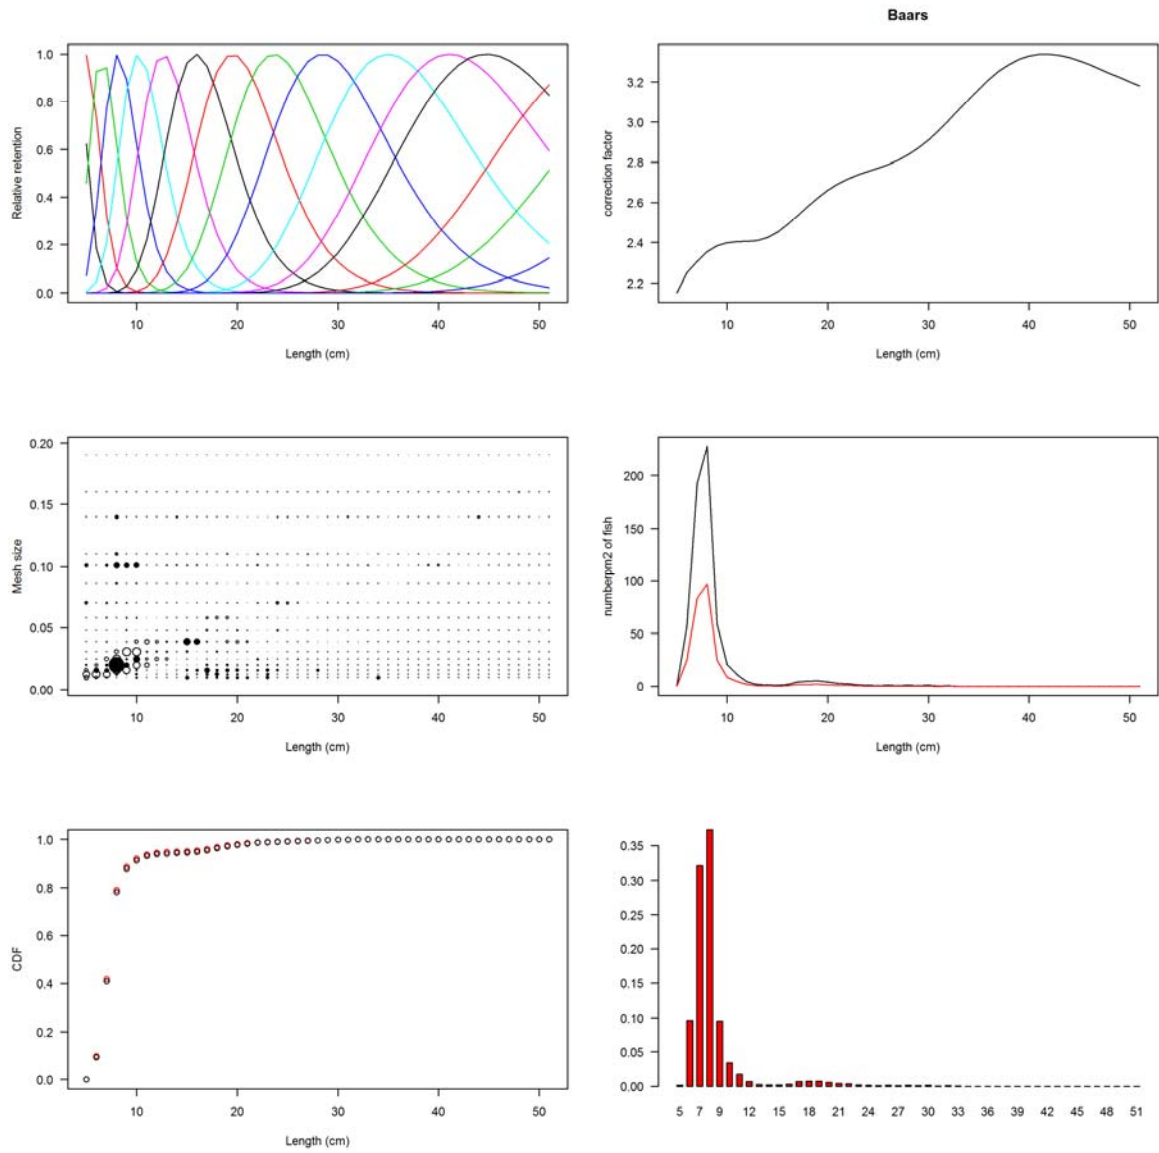 Baars
Relative retention
1.0
0.8
0.6
0.4
0.2
0.0
10 20 30 40 50
Length (cm)
correction factor
3.2
3.0
2.8
2.6
2.4
2.2
10 20 30 40 50
Length (cm)
Mesh size
0.20
0.15
0.10
0.05
0.00
10 20 30 40 50
Length (cm)
numberpm2 of fish
200
150
100
50
0
10 20 30 40 50
Length (cm)
CDF
1.0
0.8
0.6
0.4
0.2
0.0
10 20 30 40 50
Length (cm)
0.35
0.30
0.25
0.20
0.15
0.10
0.05
0.00
5 7 9 12 15 18 21 24 27 30 33 36 39 42 45 48 51